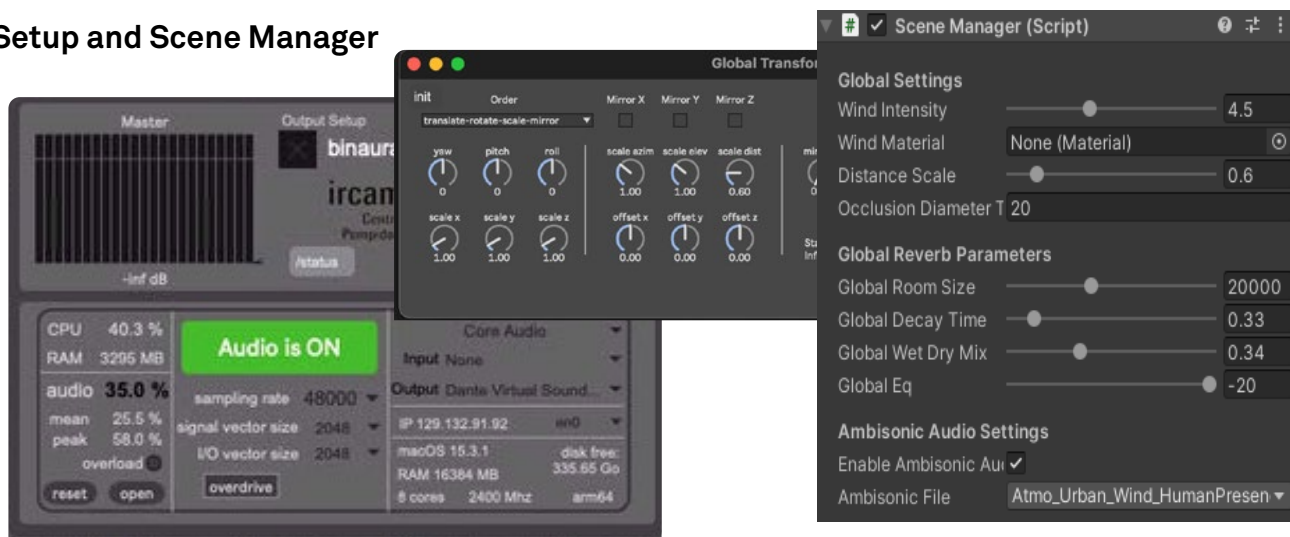 Setup and Scene Manager
Master
Output Setup
-inf dB
/status
CPU 40.3 %
RAM 3295 MB
audio 35.0 %
mean 25.5 %
peak 58.0 %
overload
reset open
Audio is ON
sampling rate 48000
signal vector size 2048
I/O vector size 2048
overdrive
Core Audio
Input None
Output Dante Virtual Sound...
IP 129.132.91.92 en0
macOS 15.3.1 disk free:
RAM 16384 MB 335.65 Go
8 cores 2400 Mhz arm64
init
Order
Mirror X Mirror Y Mirror Z
translate-rotate-scale-mirror
yaw pitch roll scale azim scale elev scale dist
0 0 0 1.00 1.00 0.60
scale x scale y scale z offset x offset y offset z
1.00 1.00 1.00 0.00 0.00 0.00
# Scene Manager (Script)
Global Settings
Wind Intensity 4.5
Wind Material None (Material)
Distance Scale 0.6
Occlusion Diameter T 20
Global Reverb Parameters
Global Room Size 20000
Global Decay Time 0.33
Global Wet Dry Mix 0.34
Global Eq -20
Ambisonic Audio Settings
Enable Ambisonic Au
Ambisonic File Atmo_Urban_Wind_HumanPresen